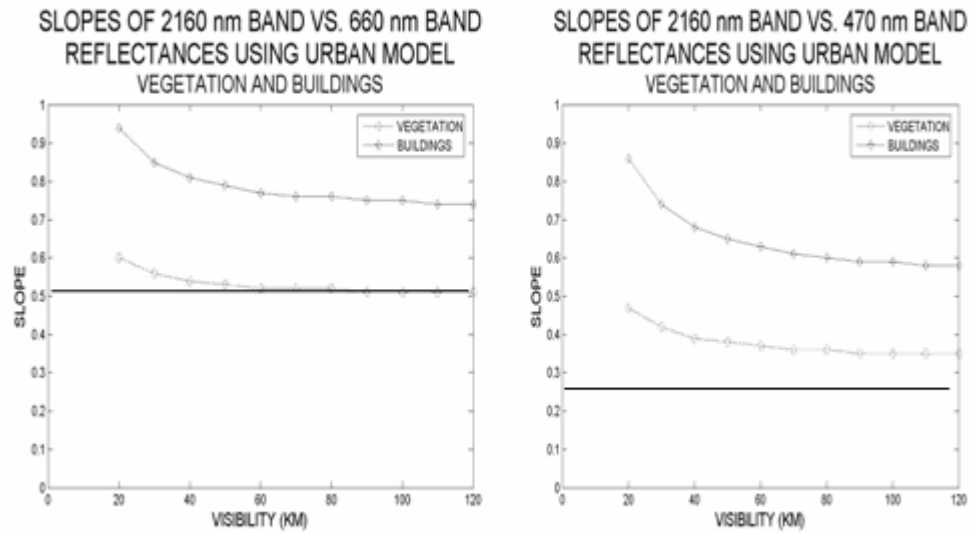 SLOPES OF 2160 nm BAND VS. 660 nm BAND
REFLECTANCES USING URBAN MODEL
VEGETATION AND BUILDINGS
VEGETATION
BUILDINGS
1
0.9
0.8
0.7
0.6
0.5
0.4
0.3
0.2
0.1
0
SLOPE
0
20
40
60
80
100
120
VISIBILITY (KM)
SLOPES OF 2160 nm BAND VS. 470 nm BAND
REFLECTANCES USING URBAN MODEL
VEGETATION AND BUILDINGS
VEGETATION
BUILDINGS
1
0.9
0.8
0.7
0.6
0.5
0.4
0.3
0.2
0.1
0
SLOPE
0
20
40
60
80
100
120
VISIBILITY (KM)